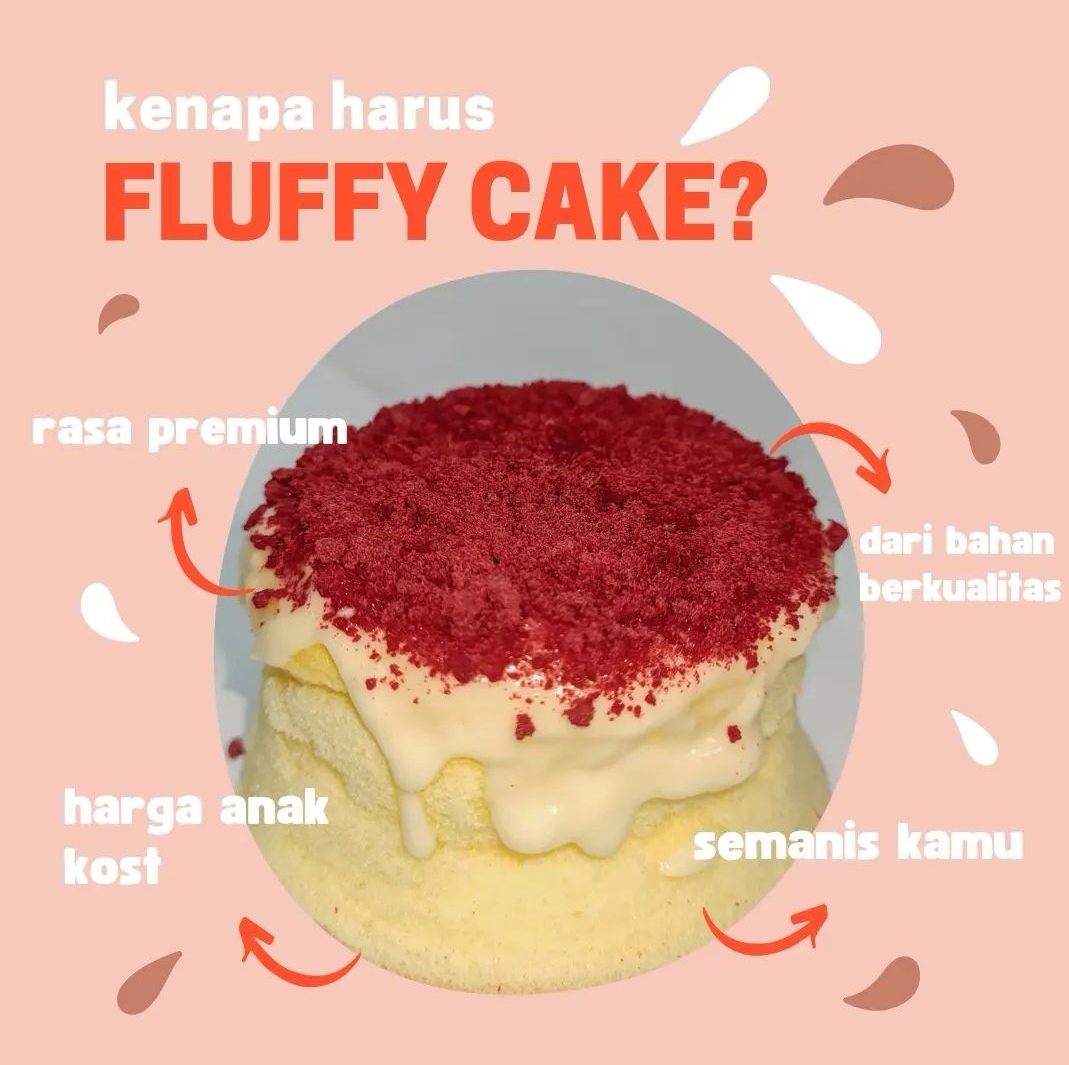 kenapa harus
FLUFFY CAKE?
rasa premium
dari bahan
berkualitas
harga anak
kost
semanis kamu